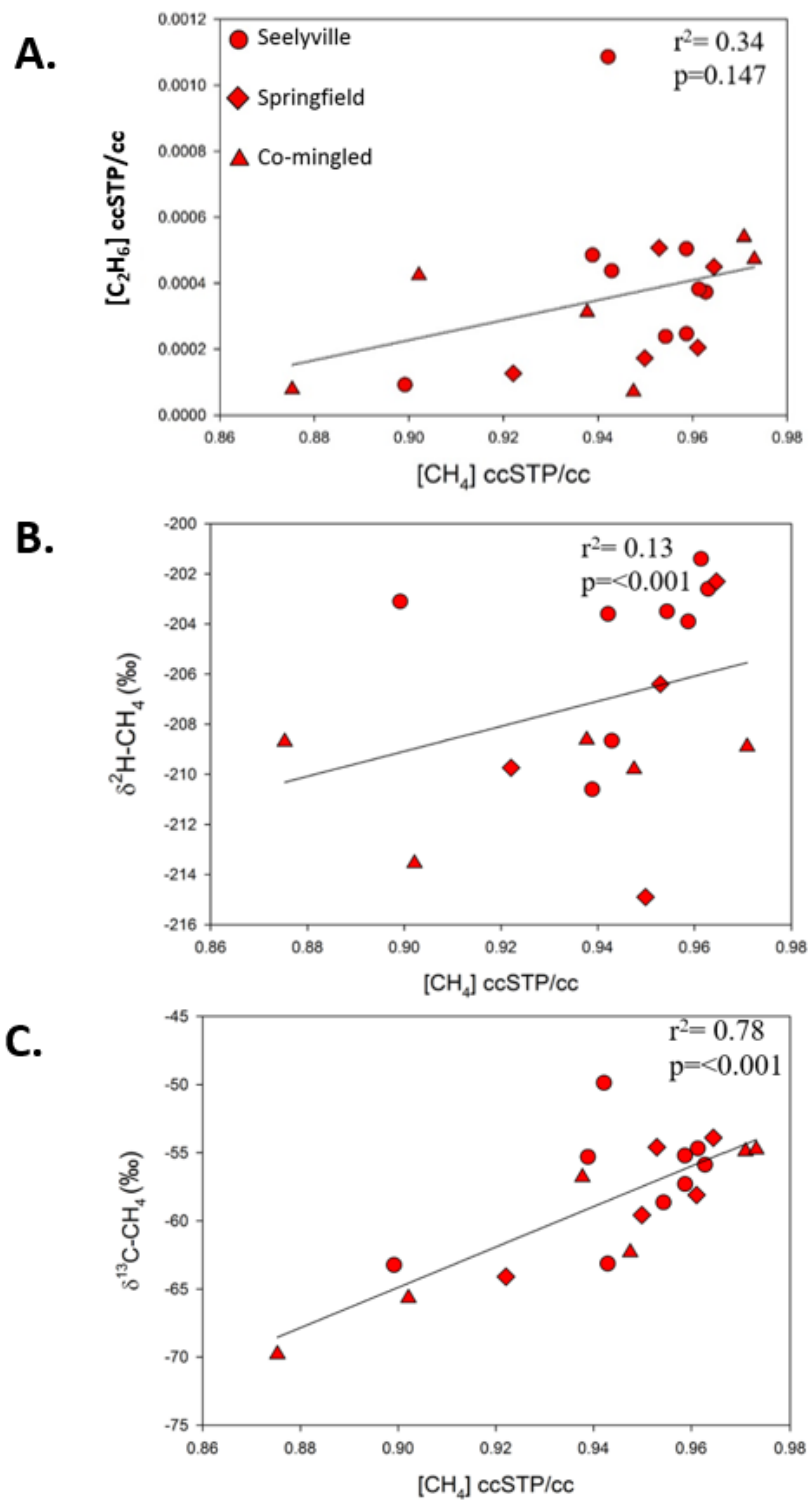 A.
0.0012
0.0010
0.0008
0.0006
0.0004
0.0002
0.0000
[C₂H₆] ccSTP/cc
Seelyville
Springfield
Co-mingled
r²= 0.34
p=0.147
0.86 0.88 0.90 0.92 0.94 0.96 0.98
[CH₄] ccSTP/cc
B.
-200
-202
-204
-206
-208
-210
-212
-214
-216
δ²H-CH₄ (‰)
r²= 0.13
p=<0.001
0.86 0.88 0.90 0.92 0.94 0.96 0.98
[CH₄] ccSTP/cc
C.
-45
-50
-55
-60
-65
-70
-75
δ¹³C-CH₄ (‰)
r²= 0.78
p=<0.001
0.86 0.88 0.90 0.92 0.94 0.96 0.98
[CH₄] ccSTP/cc